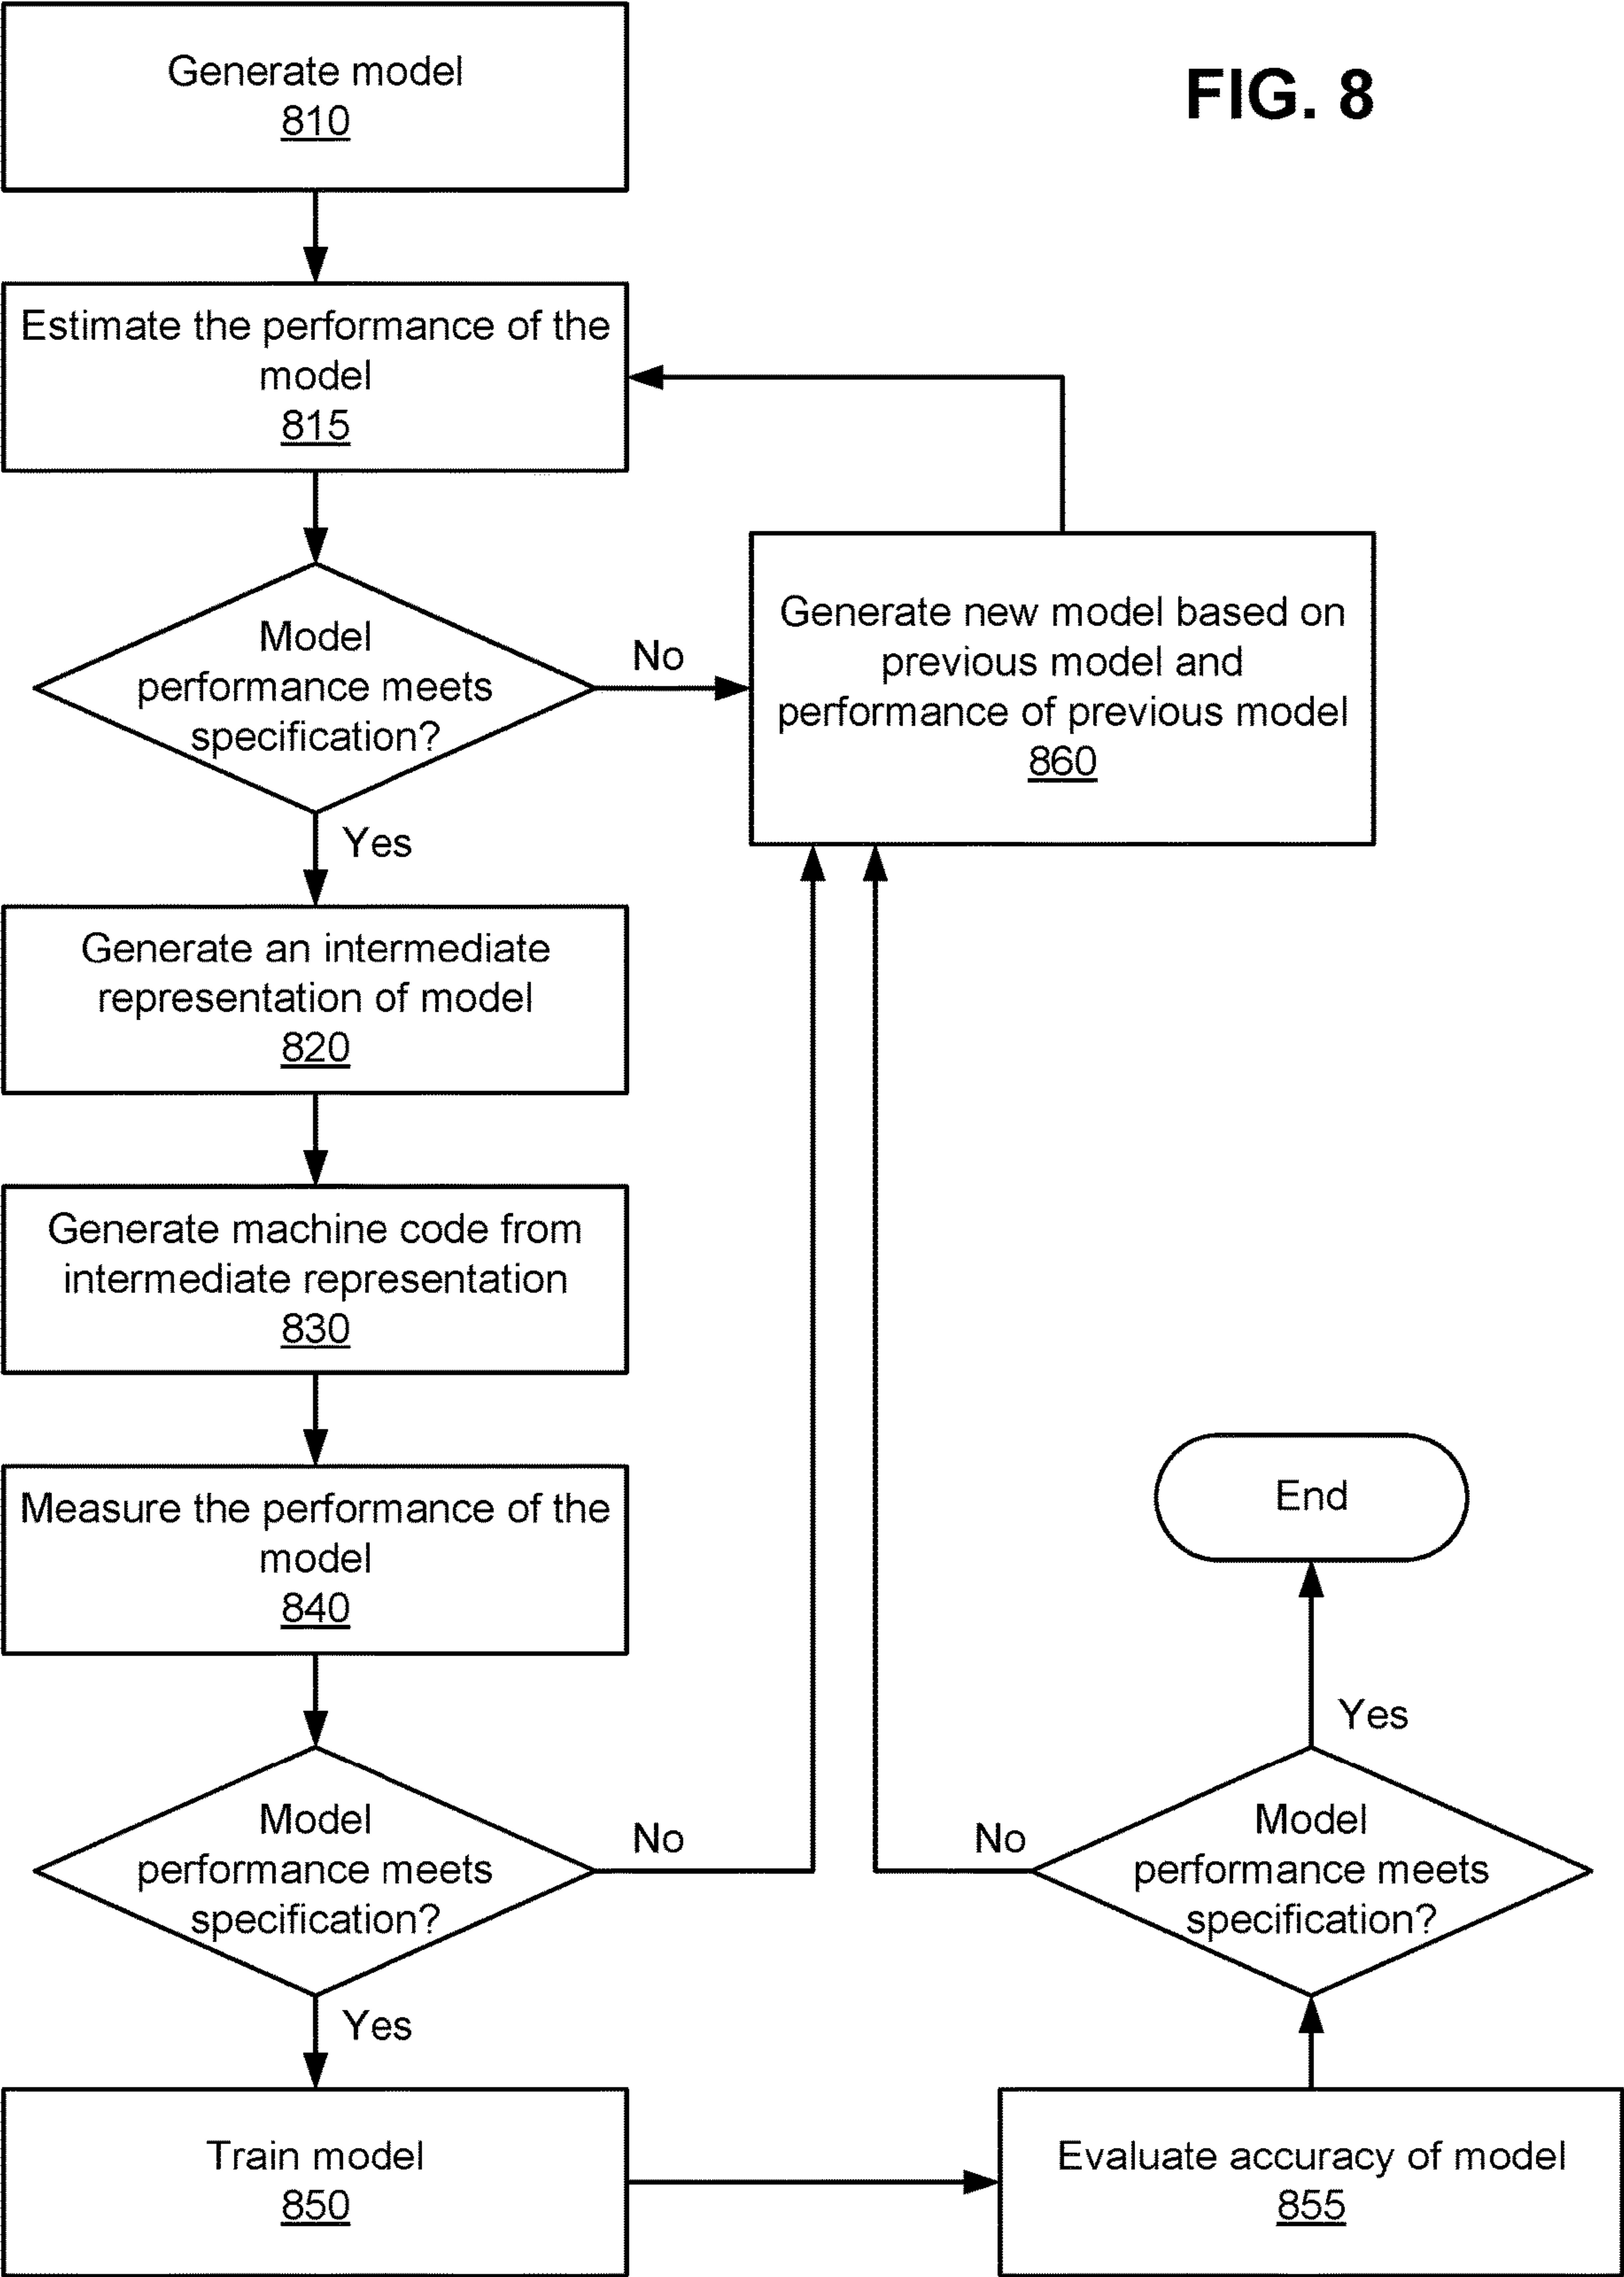 FIG. 8
Generate model
810
Estimate the performance of the
model
815
Model
performance meets
specification?
No
Yes
Generate new model based on
previous model and
performance of previous model
860
Generate an intermediate
representation of model
820
Generate machine code from
intermediate representation
830
Measure the performance of the
model
840
Model
performance meets
specification?
No
Yes
Train model
850
Evaluate accuracy of model
855
Model
performance meets
specification?
No
Yes
End